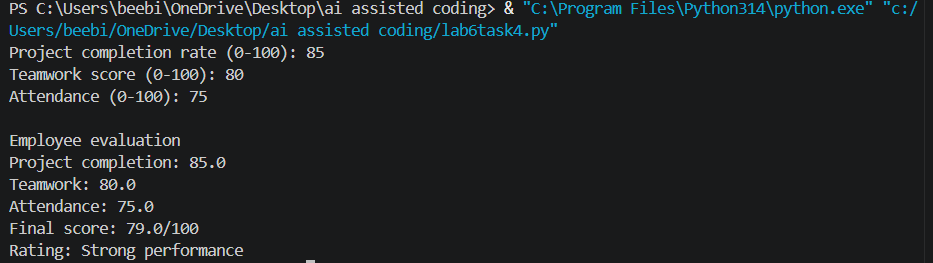 PS C:\Users\beebi\OneDrive\Desktop\ai assisted coding> & "C:\Program Files\Python314\python.exe" "c:/
Users/beebi/OneDrive/Desktop/ai assisted coding/lab6task4.py"
Project completion rate (0-100): 85
Teamwork score (0-100): 80
Attendance (0-100): 75

Employee evaluation
Project completion: 85.0
Teamwork: 80.0
Attendance: 75.0
Final score: 79.0/100
Rating: Strong performance